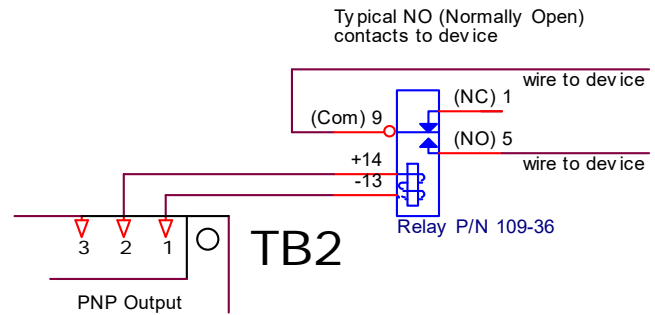 Typical NO (Normally Open)
contacts to device
wire to device
(NC) 1
(Com) 9
(NO) 5
wire to device
+14
-13
Relay P/N 109-36
3 2 1
TB2
PNP Output